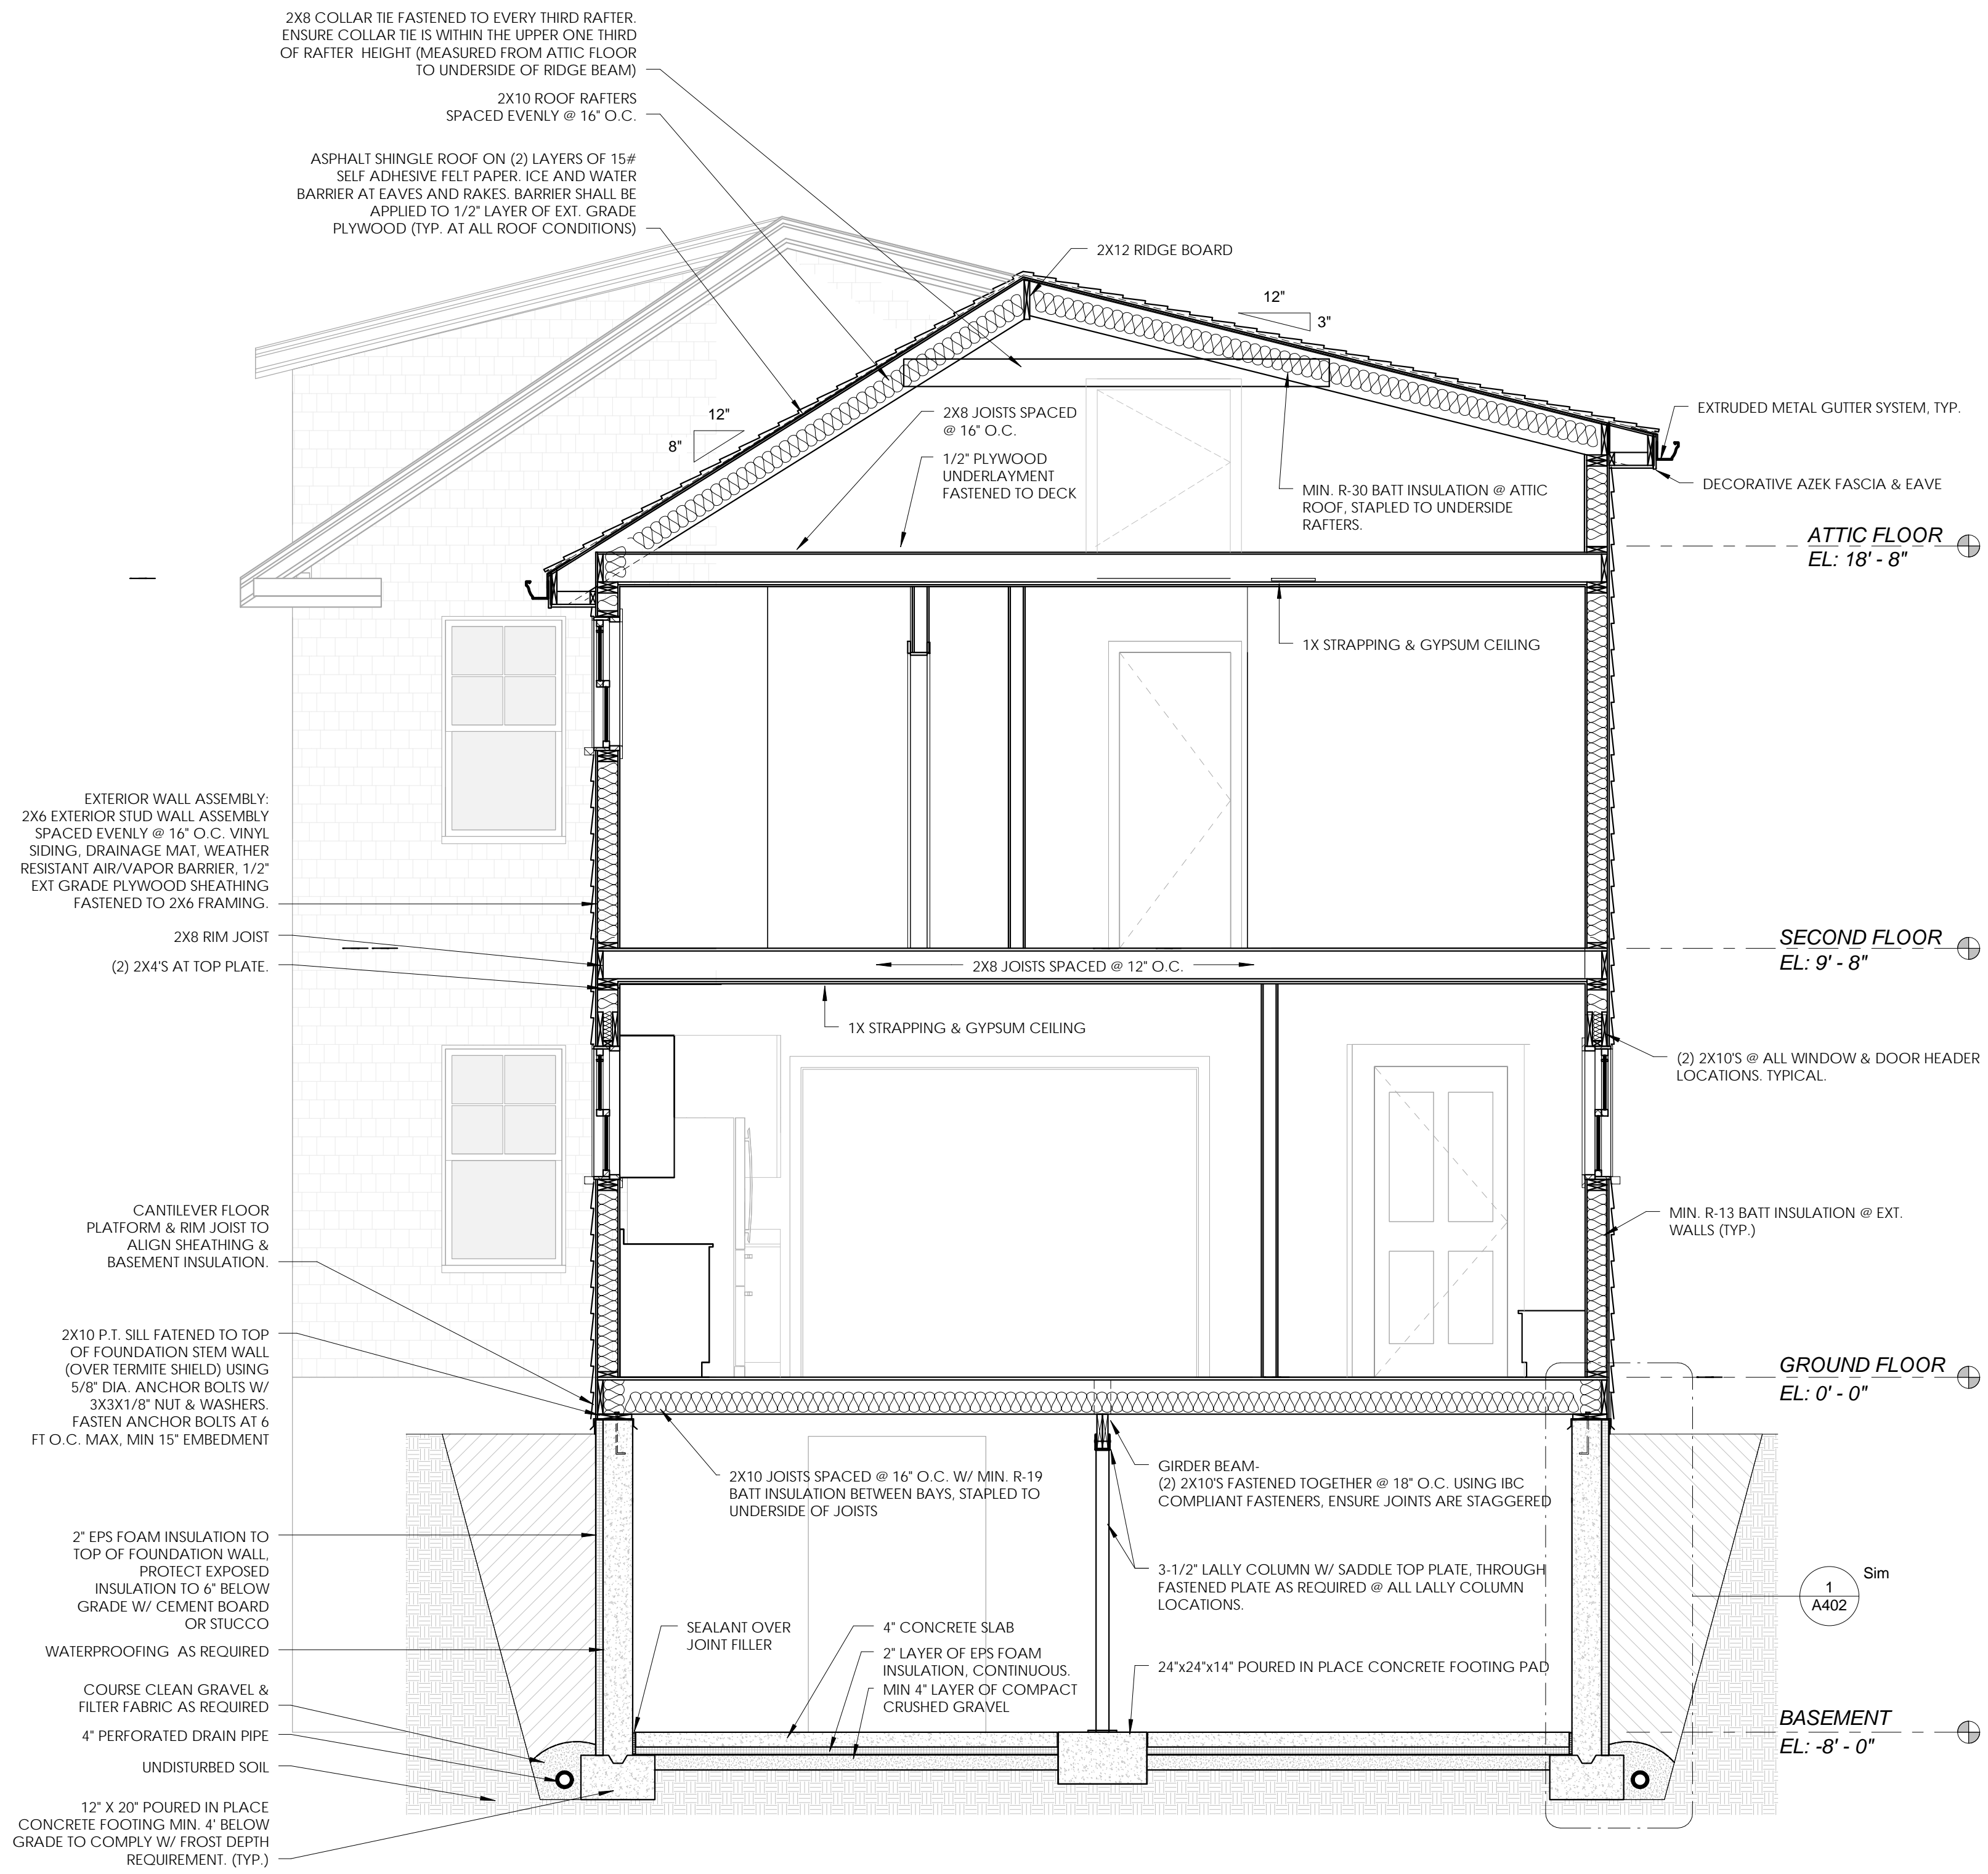 2X8 COLLAR TIE FASTENED TO EVERY THIRD RAFTER.
ENSURE COLLAR TIE IS WITHIN THE UPPER ONE THIRD
OF RAFTER HEIGHT (MEASURED FROM ATTIC FLOOR
TO UNDERSIDE OF RIDGE BEAM)
2X10 ROOF RAFTERS
SPACED EVENLY @ 16" O.C.
ASPHALT SHINGLE ROOF ON (2) LAYERS OF 15#
SELF ADHESIVE FELT PAPER. ICE AND WATER
BARRIER AT EAVES AND RAKES. BARRIER SHALL BE
APPLIED TO 1/2" LAYER OF EXT. GRADE
PLYWOOD (TYP. AT ALL ROOF CONDITIONS)
2X12 RIDGE BOARD
12"
3"
12"
8"
2X8 JOISTS SPACED
@ 16" O.C.
1/2" PLYWOOD
UNDERLAYMENT
FASTENED TO DECK
MIN. R-30 BATT INSULATION @ ATTIC
ROOF, STAPLED TO UNDERSIDE
RAFTERS.
EXTRUDED METAL GUTTER SYSTEM, TYP.
DECORATIVE AZEK FASCIA & EAVE
ATTIC FLOOR
EL: 18' - 8"
1X STRAPPING & GYPSUM CEILING
EXTERIOR WALL ASSEMBLY:
2X6 EXTERIOR STUD WALL ASSEMBLY
SPACED EVENLY @ 16" O.C. VINYL
SIDING, DRAINAGE MAT, WEATHER
RESISTANT AIR/VAPOR BARRIER, 1/2"
EXT GRADE PLYWOOD SHEATHING
FASTENED TO 2X6 FRAMING.
2X8 RIM JOIST
(2) 2X4'S AT TOP PLATE.
2X8 JOISTS SPACED @ 12" O.C.
SECOND FLOOR
EL: 9' - 8"
1X STRAPPING & GYPSUM CEILING
(2) 2X10'S @ ALL WINDOW & DOOR HEADER
LOCATIONS. TYPICAL.
MIN. R-13 BATT INSULATION @ EXT.
WALLS (TYP.)
CANTILEVER FLOOR
PLATFORM & RIM JOIST TO
ALIGN SHEATHING &
BASEMENT INSULATION.
2X10 P.T. SILL FATENED TO TOP
OF FOUNDATION STEM WALL
(OVER TERMITE SHIELD) USING
5/8" DIA. ANCHOR BOLTS W/
3X3X1/8" NUT & WASHERS.
FASTEN ANCHOR BOLTS AT 6
FT O.C. MAX, MIN 15" EMBEDMENT
GROUND FLOOR
EL: 0' - 0"
2X10 JOISTS SPACED @ 16" O.C. W/ MIN. R-19
BATT INSULATION BETWEEN BAYS, STAPLED TO
UNDERSIDE OF JOISTS
GIRDER BEAM-
(2) 2X10'S FASTENED TOGETHER @ 18" O.C. USING IBC
COMPLIANT FASTENERS, ENSURE JOINTS ARE STAGGERED
2" EPS FOAM INSULATION TO
TOP OF FOUNDATION WALL,
PROTECT EXPOSED
INSULATION TO 6" BELOW
GRADE W/ CEMENT BOARD
OR STUCCO
3-1/2" LALLY COLUMN W/ SADDLE TOP PLATE, THROUGH
FASTENED PLATE AS REQUIRED @ ALL LALLY COLUMN
LOCATIONS.
1
A402
Sim
WATERPROOFING AS REQUIRED
SEALANT OVER
JOINT FILLER
4" CONCRETE SLAB
2" LAYER OF EPS FOAM
INSULATION, CONTINUOUS.
MIN 4" LAYER OF COMPACT
CRUSHED GRAVEL
24"x24"x14" POURED IN PLACE CONCRETE FOOTING PAD
COURSE CLEAN GRAVEL &
FILTER FABRIC AS REQUIRED
4" PERFORATED DRAIN PIPE
UNDISTURBED SOIL
BASEMENT
EL: -8' - 0"
12" X 20" POURED IN PLACE
CONCRETE FOOTING MIN. 4' BELOW
GRADE TO COMPLY W/ FROST DEPTH
REQUIREMENT. (TYP.)